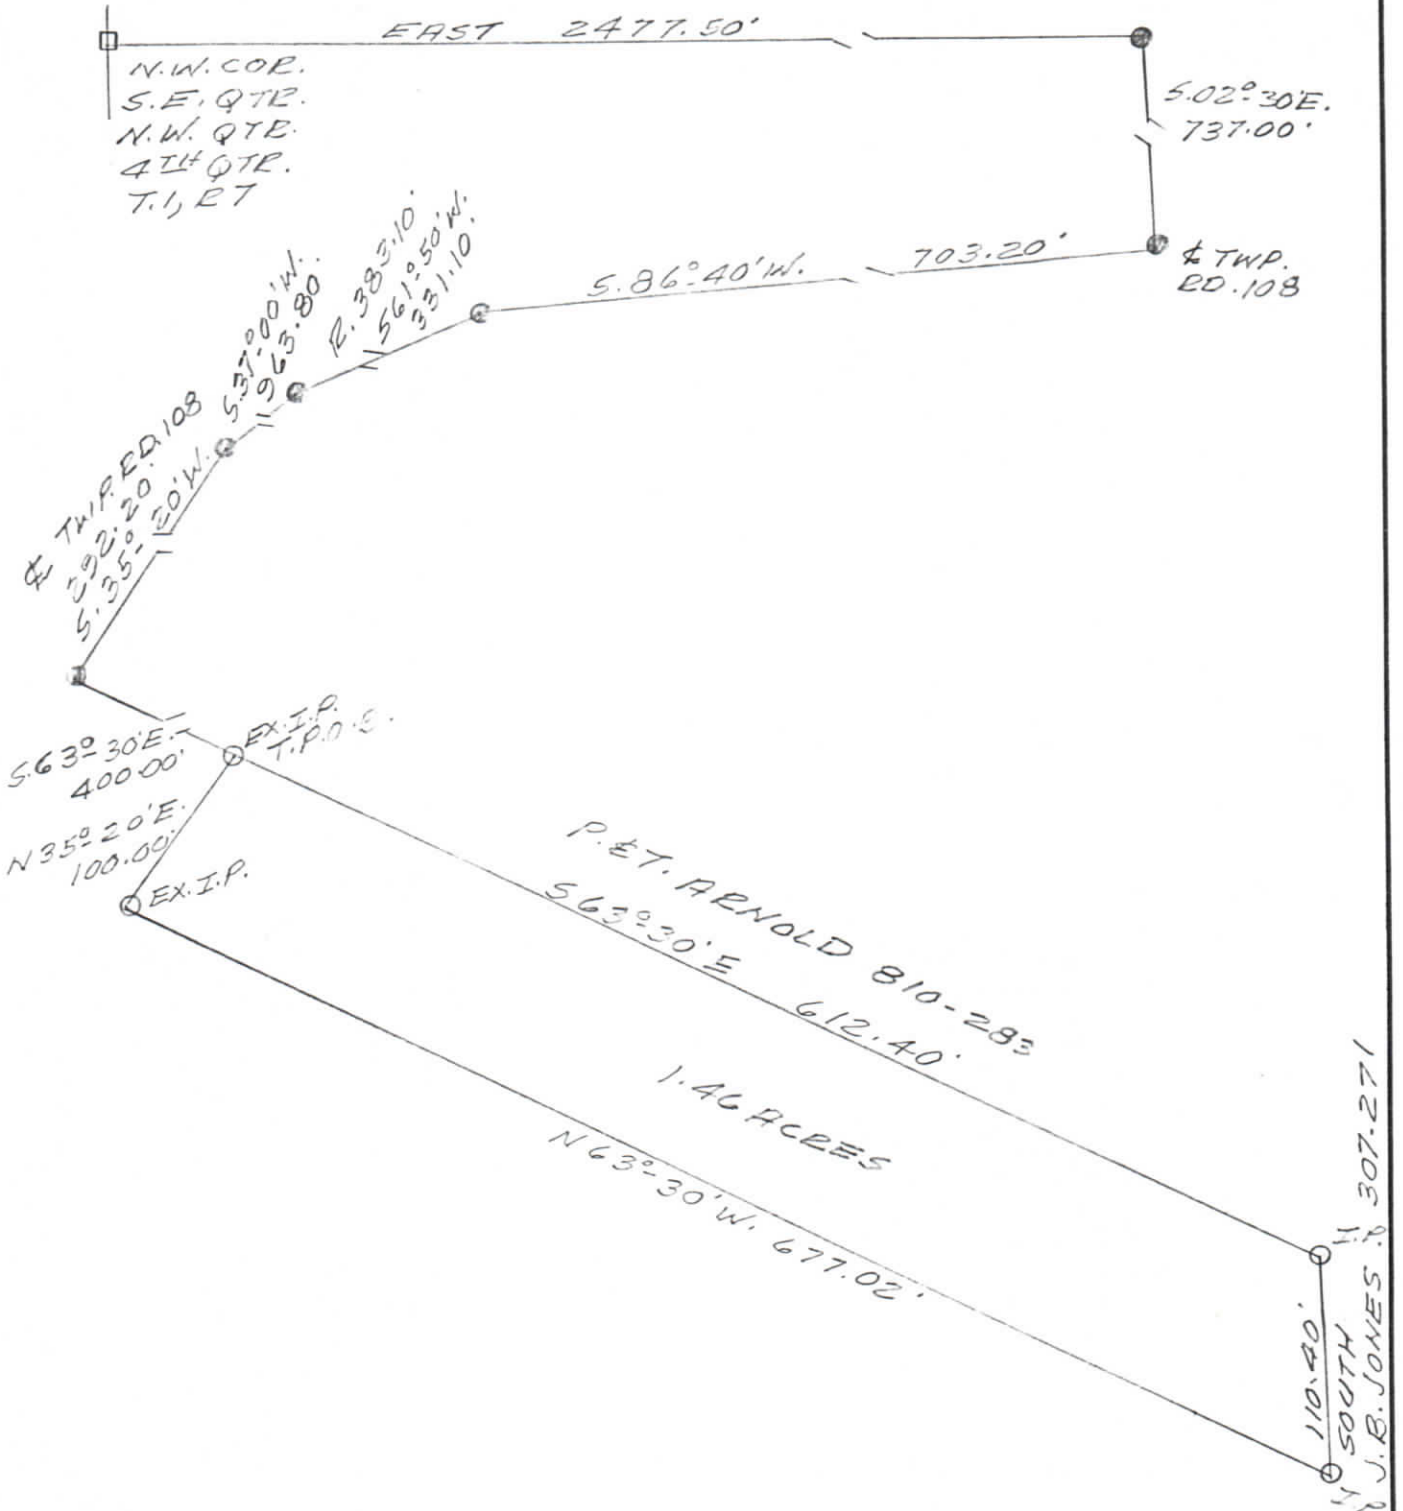 EAST 2477.50'
N.W. COR.
S.E. QTR.
N.W. QTR.
4TH QTR.
T.1, R7
S.02°30'E.
737.00'
℄ TWP.
RD.108
S.86°40'W. 703.20'
R. 383.10'
S61°50'W.
331.10'
S.37°00'W.
963.80
℄ TWP. RD.108
292.20'
S.35°20'W.
S.63°30'E.
400.00'
EX.I.P.
T.P.O.B.
N35°20'E.
100.00'
EX.I.P.
P.&T. ARNOLD 810-283
S63°30'E 612.40'
1.46 ACRES
N63°30'W. 677.02'
I.P.
110.40'
SOUTH
J.B. JONES 307-271
I.P.